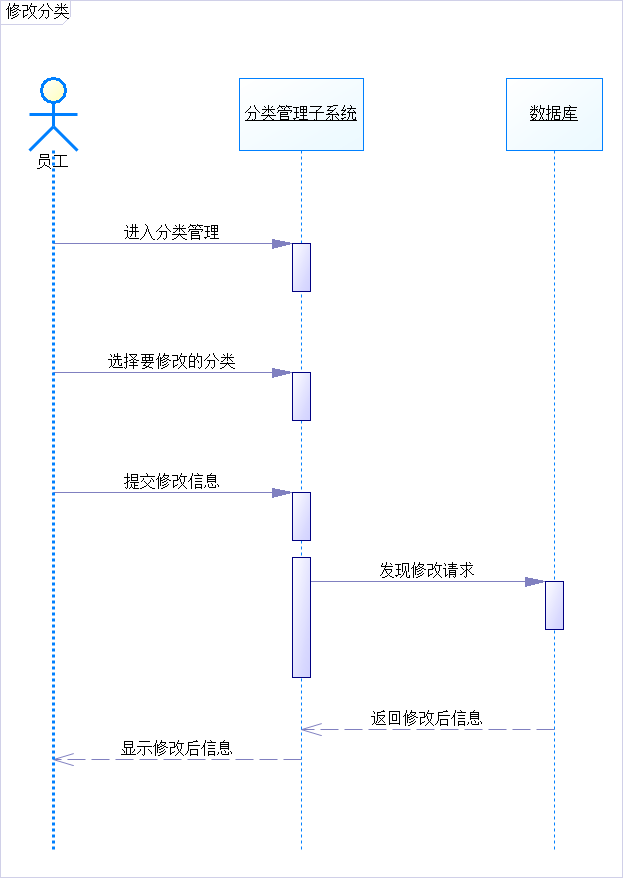 修改分类
员工
分类管理子系统
数据库
进入分类管理
选择要修改的分类
提交修改信息
发现修改请求
返回修改后信息
显示修改后信息